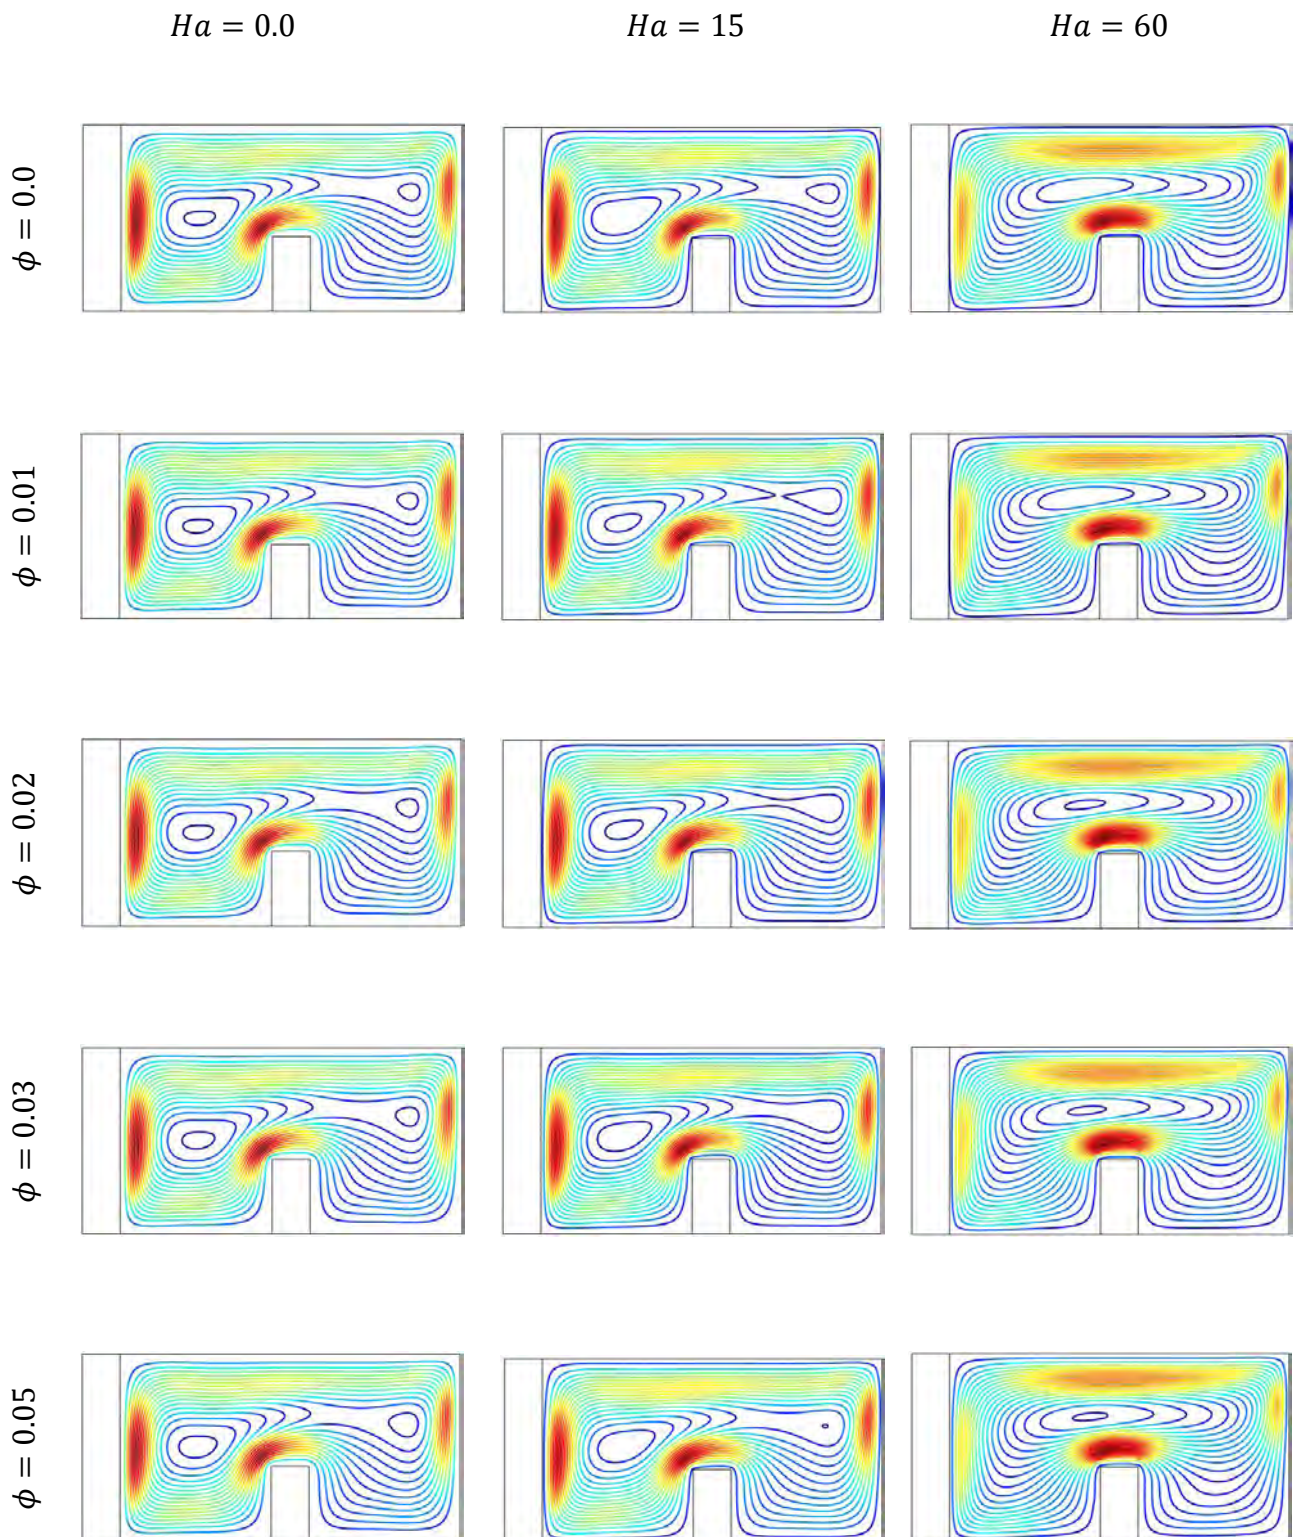 Ha = 0.0 Ha = 15 Ha = 60
ϕ = 0.0
ϕ = 0.01
ϕ = 0.02
ϕ = 0.03
ϕ = 0.05